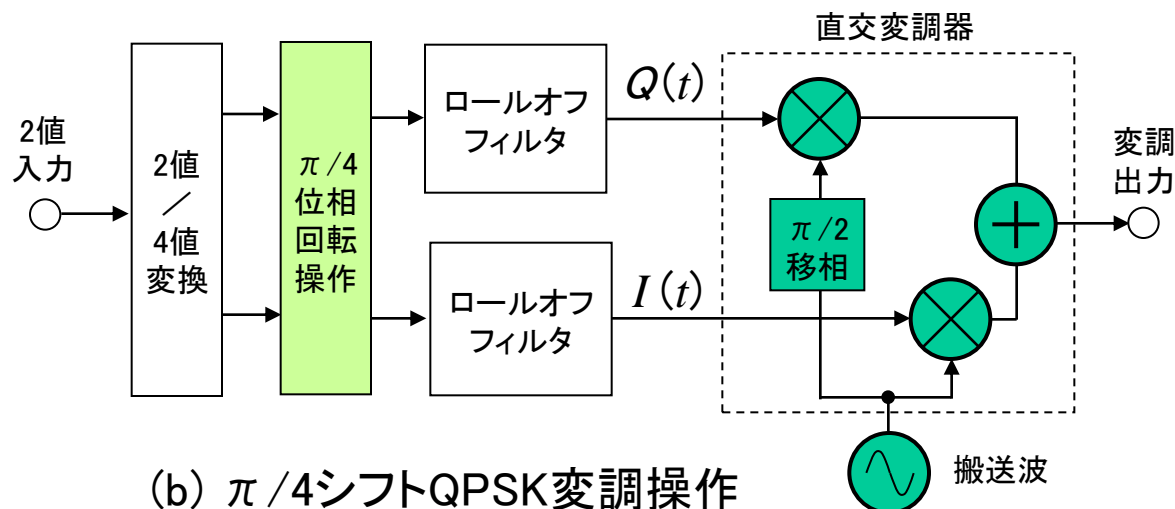 直交変調器
2値
入力
2値
/
4値
変換
π/4
位相
回転
操作
ロールオフ
フィルタ
Q(t)
π/2
移相
変調
出力
ロールオフ
フィルタ
I(t)
搬送波
(b) π/4シフトQPSK変調操作